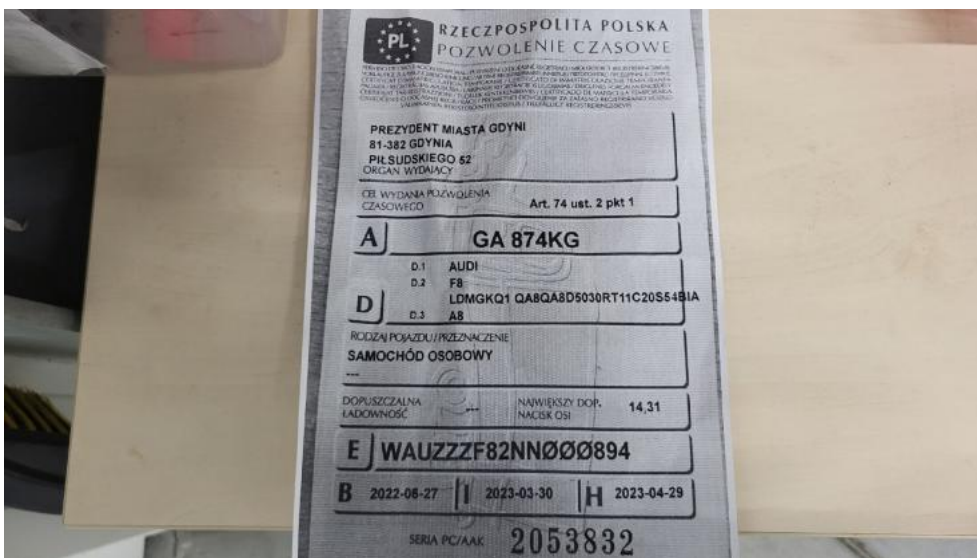 PL
RZECZPOSPOLITA POLSKA
POZWOLENIE CZASOWE
PREZYDENT MIASTA GDYNI
81-382 GDYNIA
PIŁSUDSKIEGO 52
ORGAN WYDAJĄCY
CEL WYDANIA POZWOLENIA
CZASOWEGO Art. 74 ust. 2 pkt 1
A GA 874KG
D.1 AUDI
D.2 F8
LDMGKQ1 QA8QA8D5030RT11C20S54BIA
D
D.3 A8
RODZAJ POJAZDU / PRZEZNACZENIE
SAMOCHÓD OSOBOWY
---
DOPUSZCZALNA ŁADOWNOŚĆ --- NAJWIĘKSZY DOP. NACISK OSI 14,31
E WAUZZZF82NNØØØ894
B 2022-06-27 I 2023-03-30 H 2023-04-29
SERIA PC/AAK 2053832